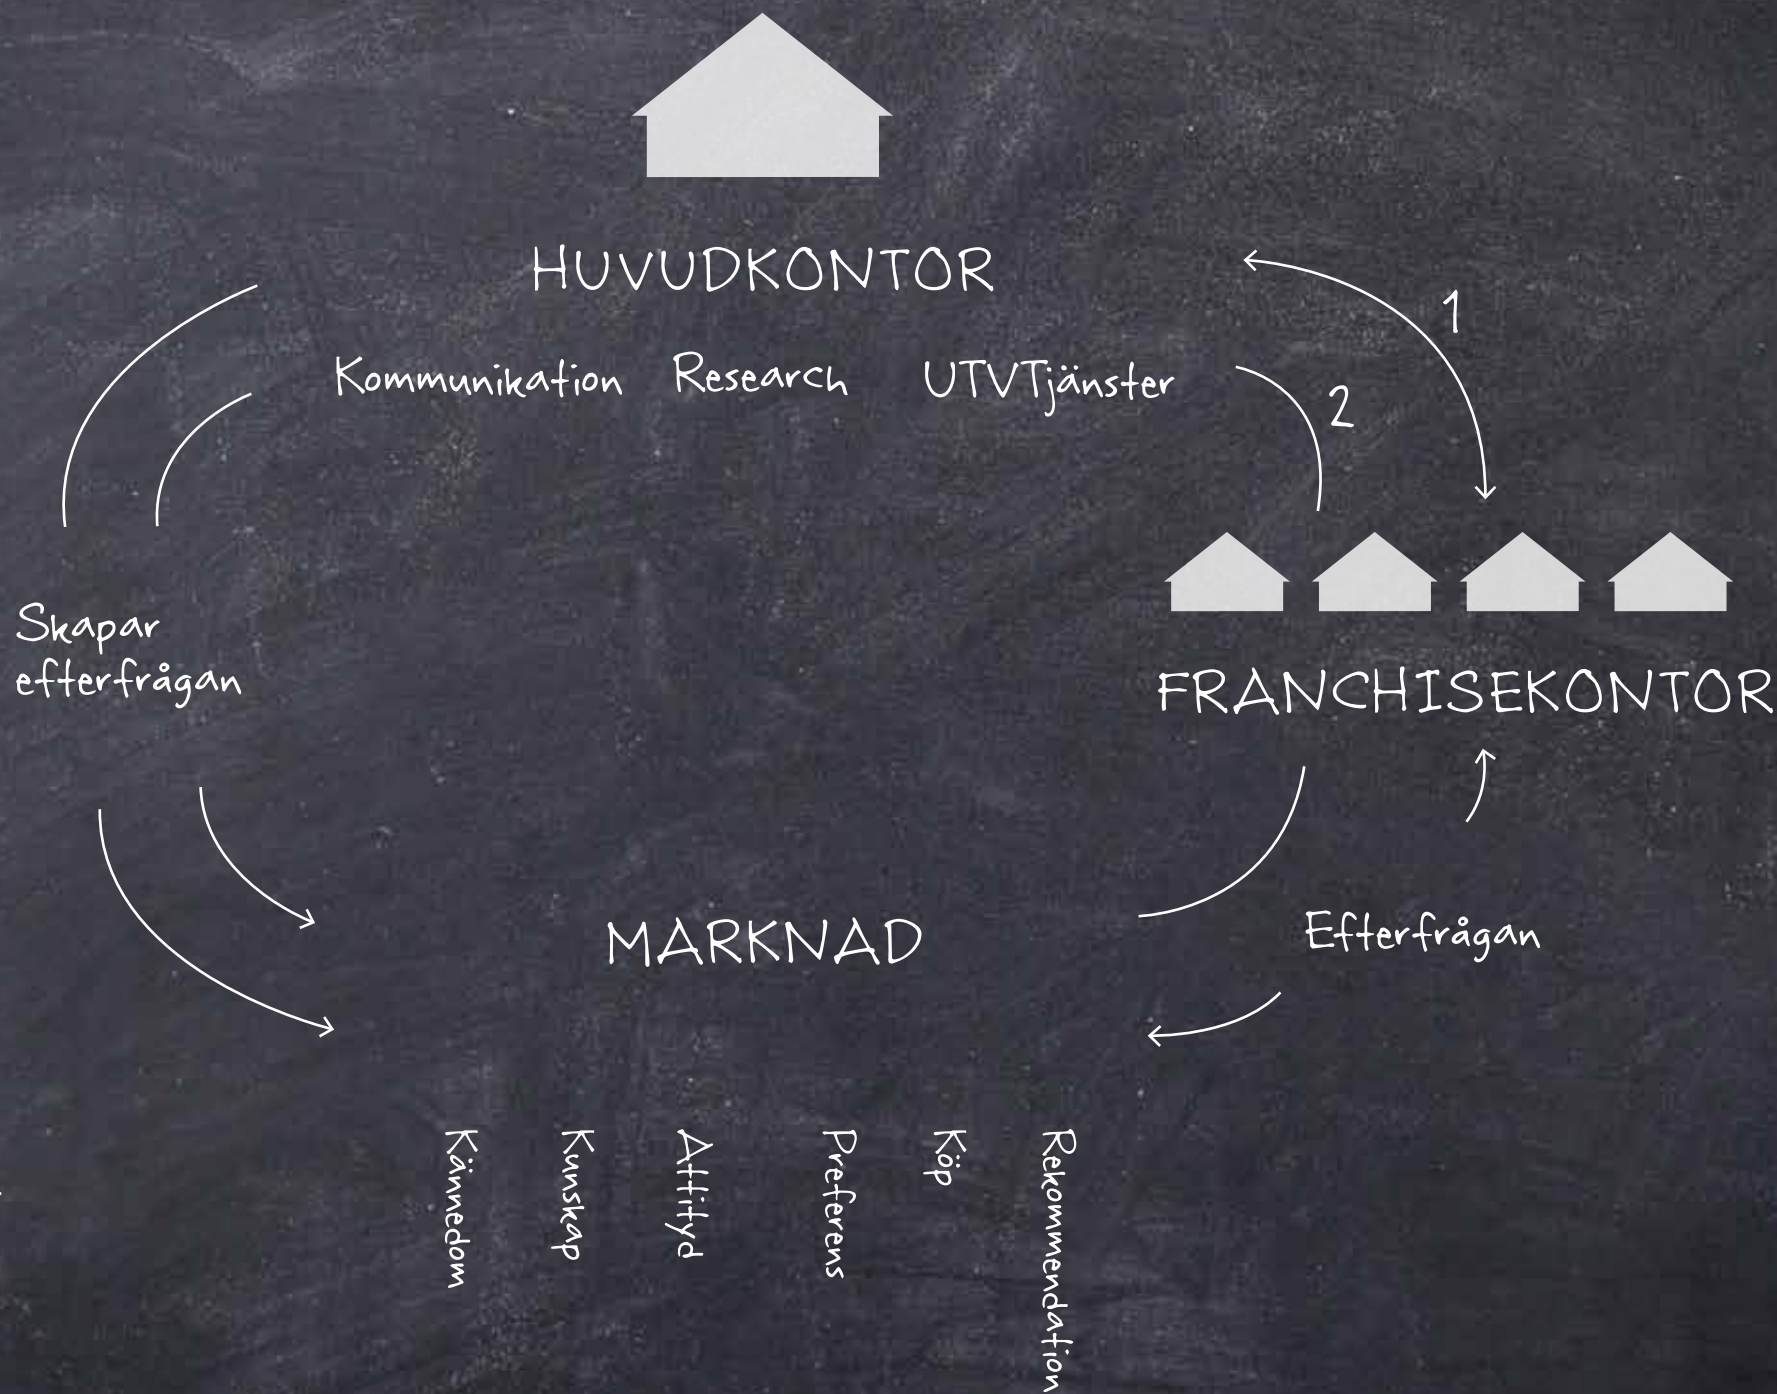 HUVUDKONTOR
1
Kommunikation Research UTVTjänster
2
Skapar
efterfrågan
FRANCHISEKONTOR
MARKNAD
Efterfrågan
Kännedom
Kunskap
Attityd
Preferens
Köp
Rekommendation